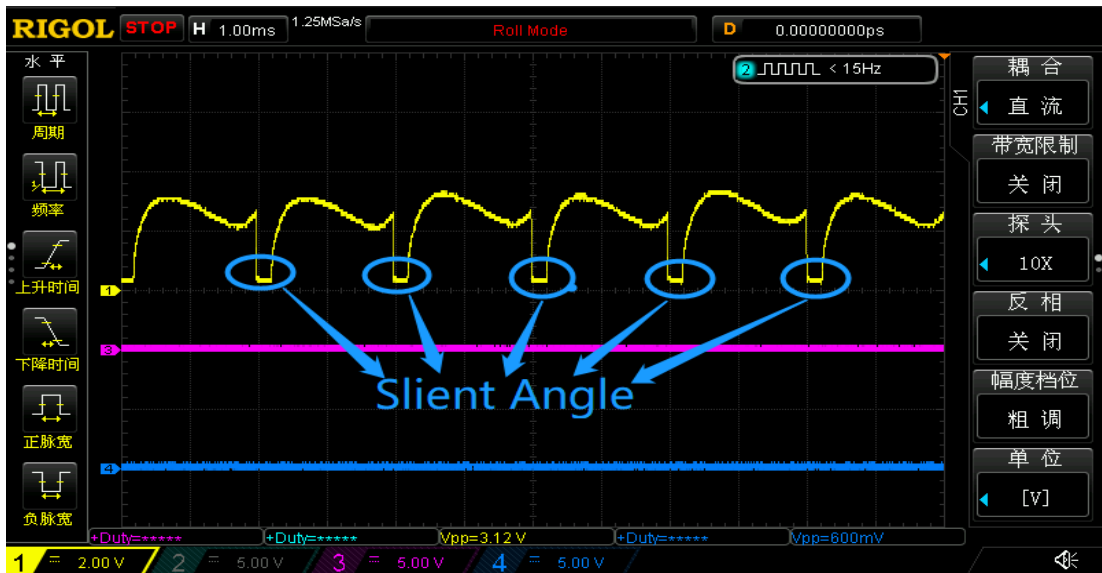 RIGOL STOP H 1.00ms 1.25MSa/s Roll Mode D 0.00000000ps
水 平
周期
频率
上升时间
下降时间
正脉宽
负脉宽
2 < 15Hz
1
3
4
Slient Angle
CH1
耦 合
直 流
带宽限制
关 闭
探 头
10X
反 相
关 闭
幅度档位
粗 调
单 位
[V]
+Duty=***** +Duty=***** Vpp=3.12 V +Duty=***** Vpp=600mV
1 = 2.00 V 2 = 5.00 V 3 = 5.00 V 4 = 5.00 V